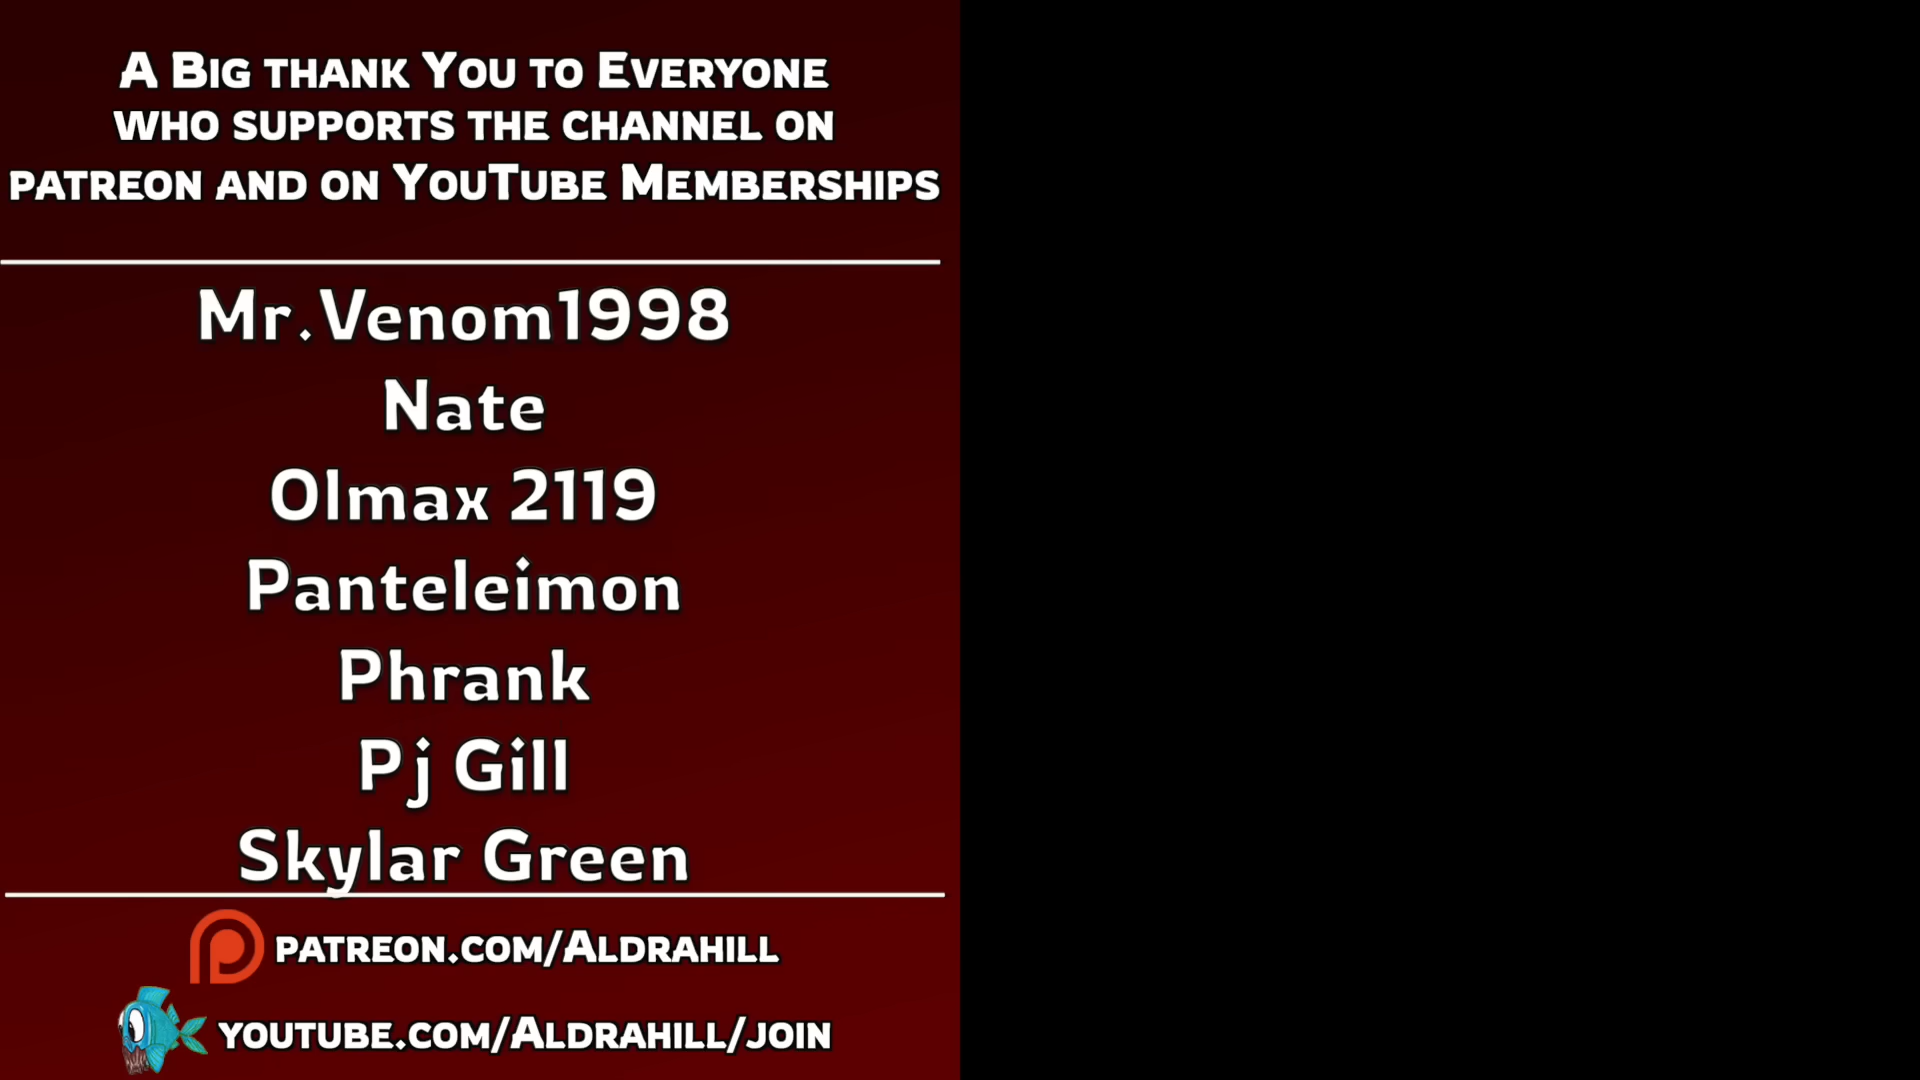 A Big thank You to Everyone
who supports the channel on
patreon and on YouTube Memberships
Mr.Venom1998
Nate
Olmax 2119
Panteleimon
Phrank
Pj Gill
Skylar Green
patreon.com/Aldrahill
youtube.com/Aldrahill/join